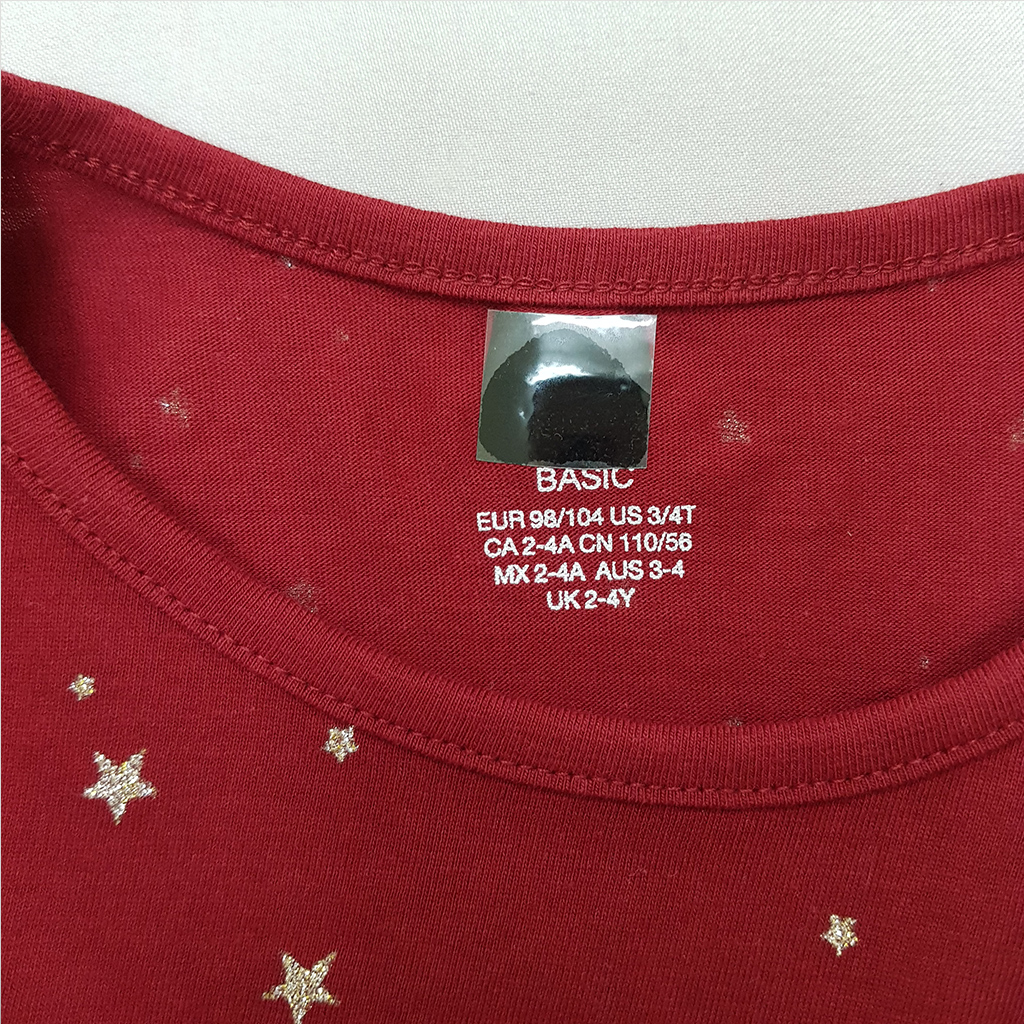 BASIC
EUR 98/104 US 3/4T
CA 2-4A CN 110/56
MX 2-4A AUS 3-4
UK 2-4Y